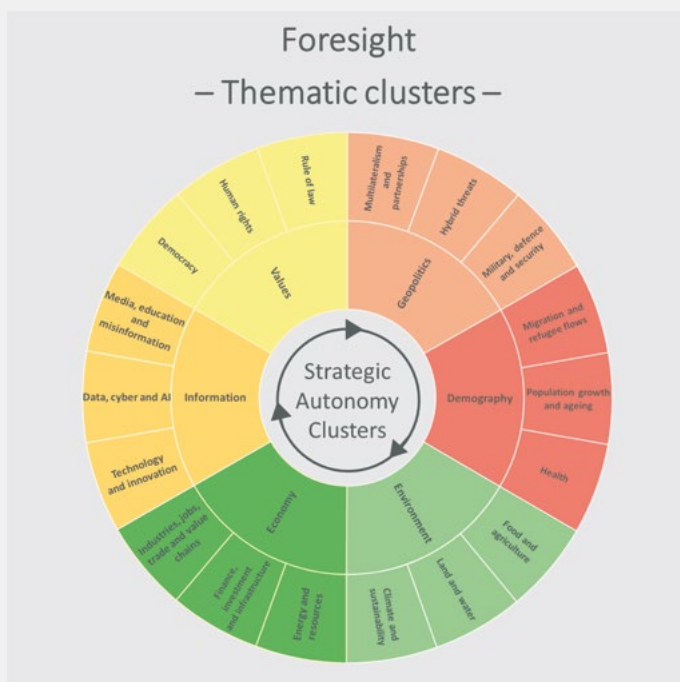 Foresight
– Thematic clusters –
Strategic
Autonomy
Clusters
Geopolitics
Multilateralism
and
partnerships
Hybrid threats
Military, defence
and security
Demography
Migration and
refugee flows
Population growth
and ageing
Health
Environment
Food and
agriculture
Land and water
Climate and
sustainability
Economy
Energy and
resources
Finance,
investment
and infrastructure
Industries, jobs,
trade and value
chains
Information
Technology
and innovation
Data, cyber and AI
Media, education
and
misinformation
Values
Democracy
Human rights
Rule of law